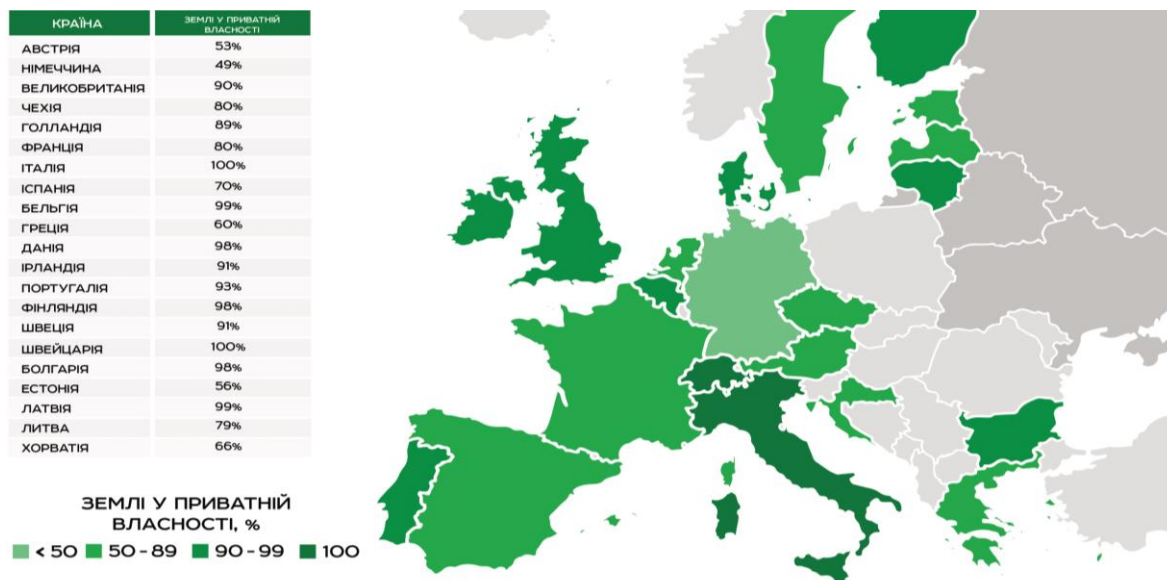 КРАЇНА ЗЕМЛІ У ПРИВАТНІЙ
ВЛАСНОСТІ
АВСТРІЯ 53%
НІМЕЧЧИНА 49%
ВЕЛИКОБРИТАНІЯ 90%
ЧЕХІЯ 80%
ГОЛЛАНДІЯ 89%
ФРАНЦІЯ 80%
ІТАЛІЯ 100%
ІСПАНІЯ 70%
БЕЛЬГІЯ 99%
ГРЕЦІЯ 60%
ДАНІЯ 98%
ІРЛАНДІЯ 91%
ПОРТУГАЛІЯ 93%
ФІНЛЯНДІЯ 98%
ШВЕЦІЯ 91%
ШВЕЙЦАРІЯ 100%
БОЛГАРІЯ 98%
ЕСТОНІЯ 56%
ЛАТВІЯ 99%
ЛИТВА 79%
ХОРВАТІЯ 66%
ЗЕМЛІ У ПРИВАТНІЙ
ВЛАСНОСТІ, %
< 50 50 - 89 90 - 99 100